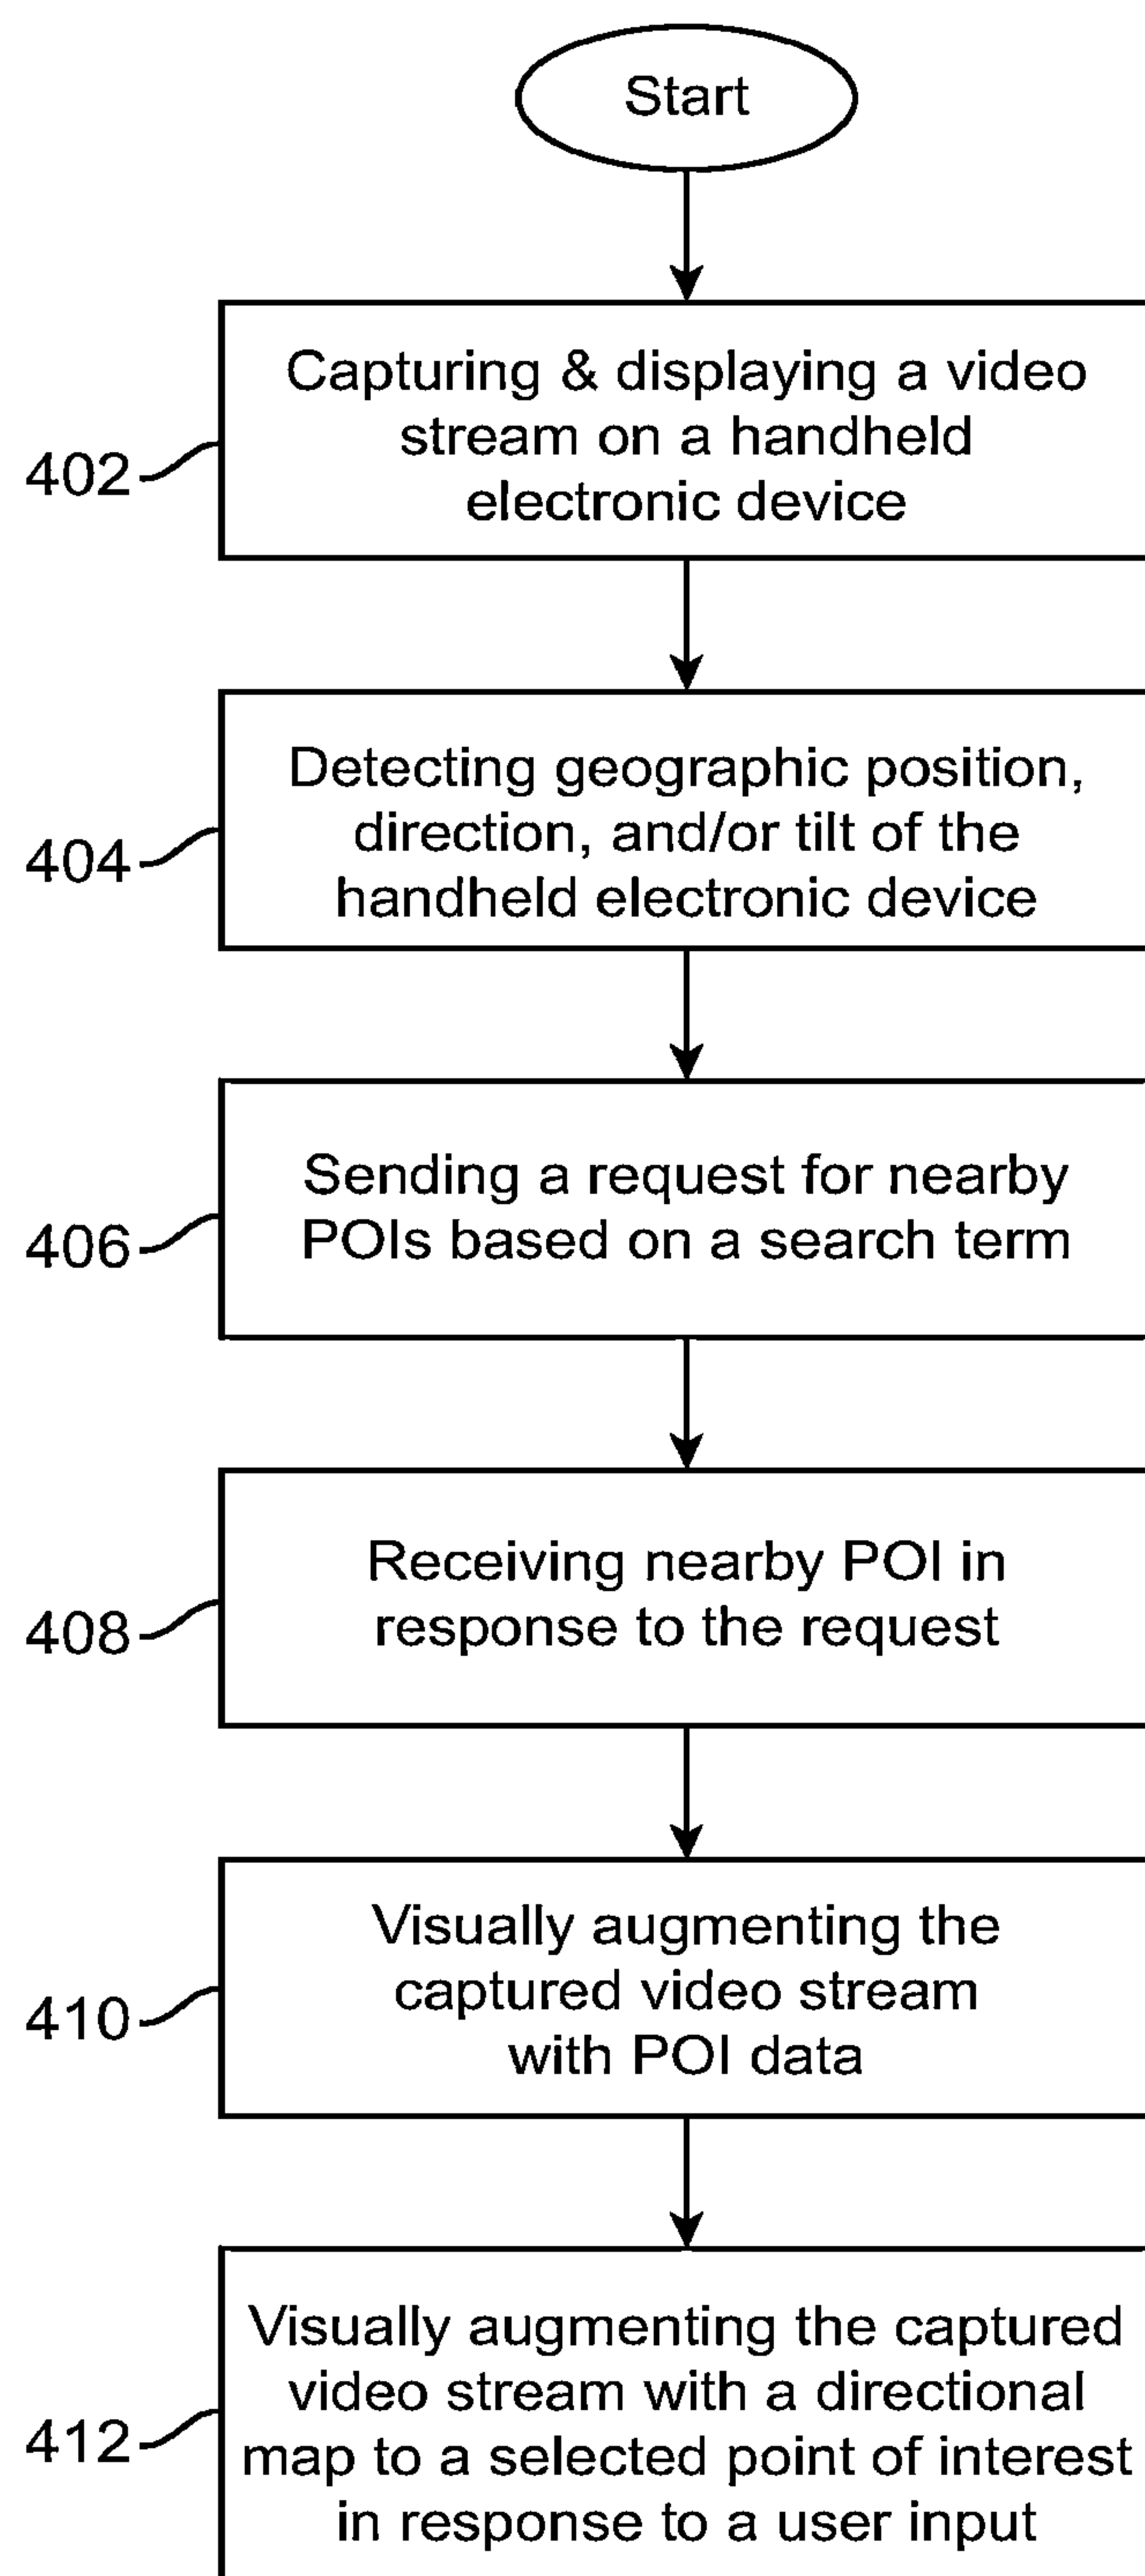 Start
Capturing & displaying a video
stream on a handheld
electronic device
402
Detecting geographic position,
direction, and/or tilt of the
handheld electronic device
404
Sending a request for nearby
POIs based on a search term
406
Receiving nearby POI in
response to the request
408
Visually augmenting the
captured video stream
with POI data
410
Visually augmenting the captured
video stream with a directional
map to a selected point of interest
in response to a user input
412